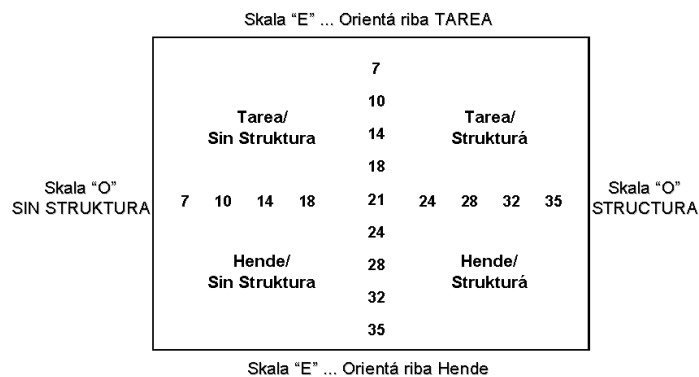 Skala “E” ... Orientá riba TAREA
7
10
Tarea/
Sin Struktura
14
Tarea/
Strukturá
18
Skala “O”
SIN STRUKTURA
7 10 14 18 21 24 28 32 35
Skala “O”
STRUCTURA
24
Hende/
Sin Struktura
28
Hende/
Strukturá
32
35
Skala “E” ... Orientá riba Hende